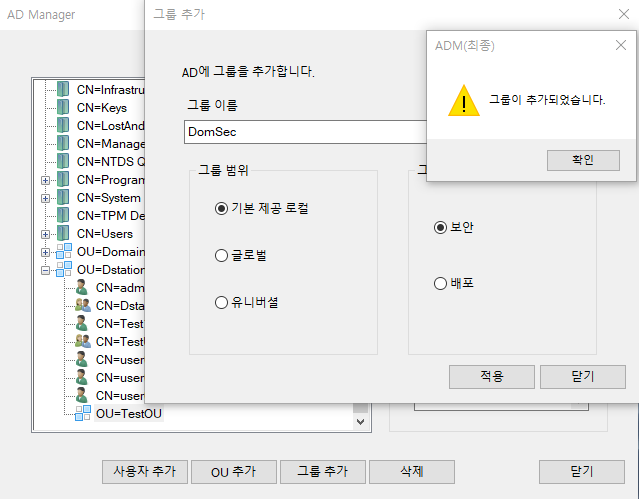 AD Manager
그룹 추가
ADM(최종)
그룹이 추가되었습니다.
확인
AD에 그룹을 추가합니다.
그룹 이름
DomSec
그룹 범위
기본 제공 로컬
글로벌
유니버셜
보안
배포
적용
닫기
CN=Infrastru
CN=Keys
CN=LostAnd
CN=Manage
CN=NTDS Q
CN=Program
CN=System
CN=TPM De
CN=Users
OU=Domain
OU=Dstation
CN=adm
CN=Dsta
CN=Test
CN=Test
CN=user
CN=user
CN=user
OU=TestOU
사용자 추가
OU 추가
그룹 추가
삭제
닫기